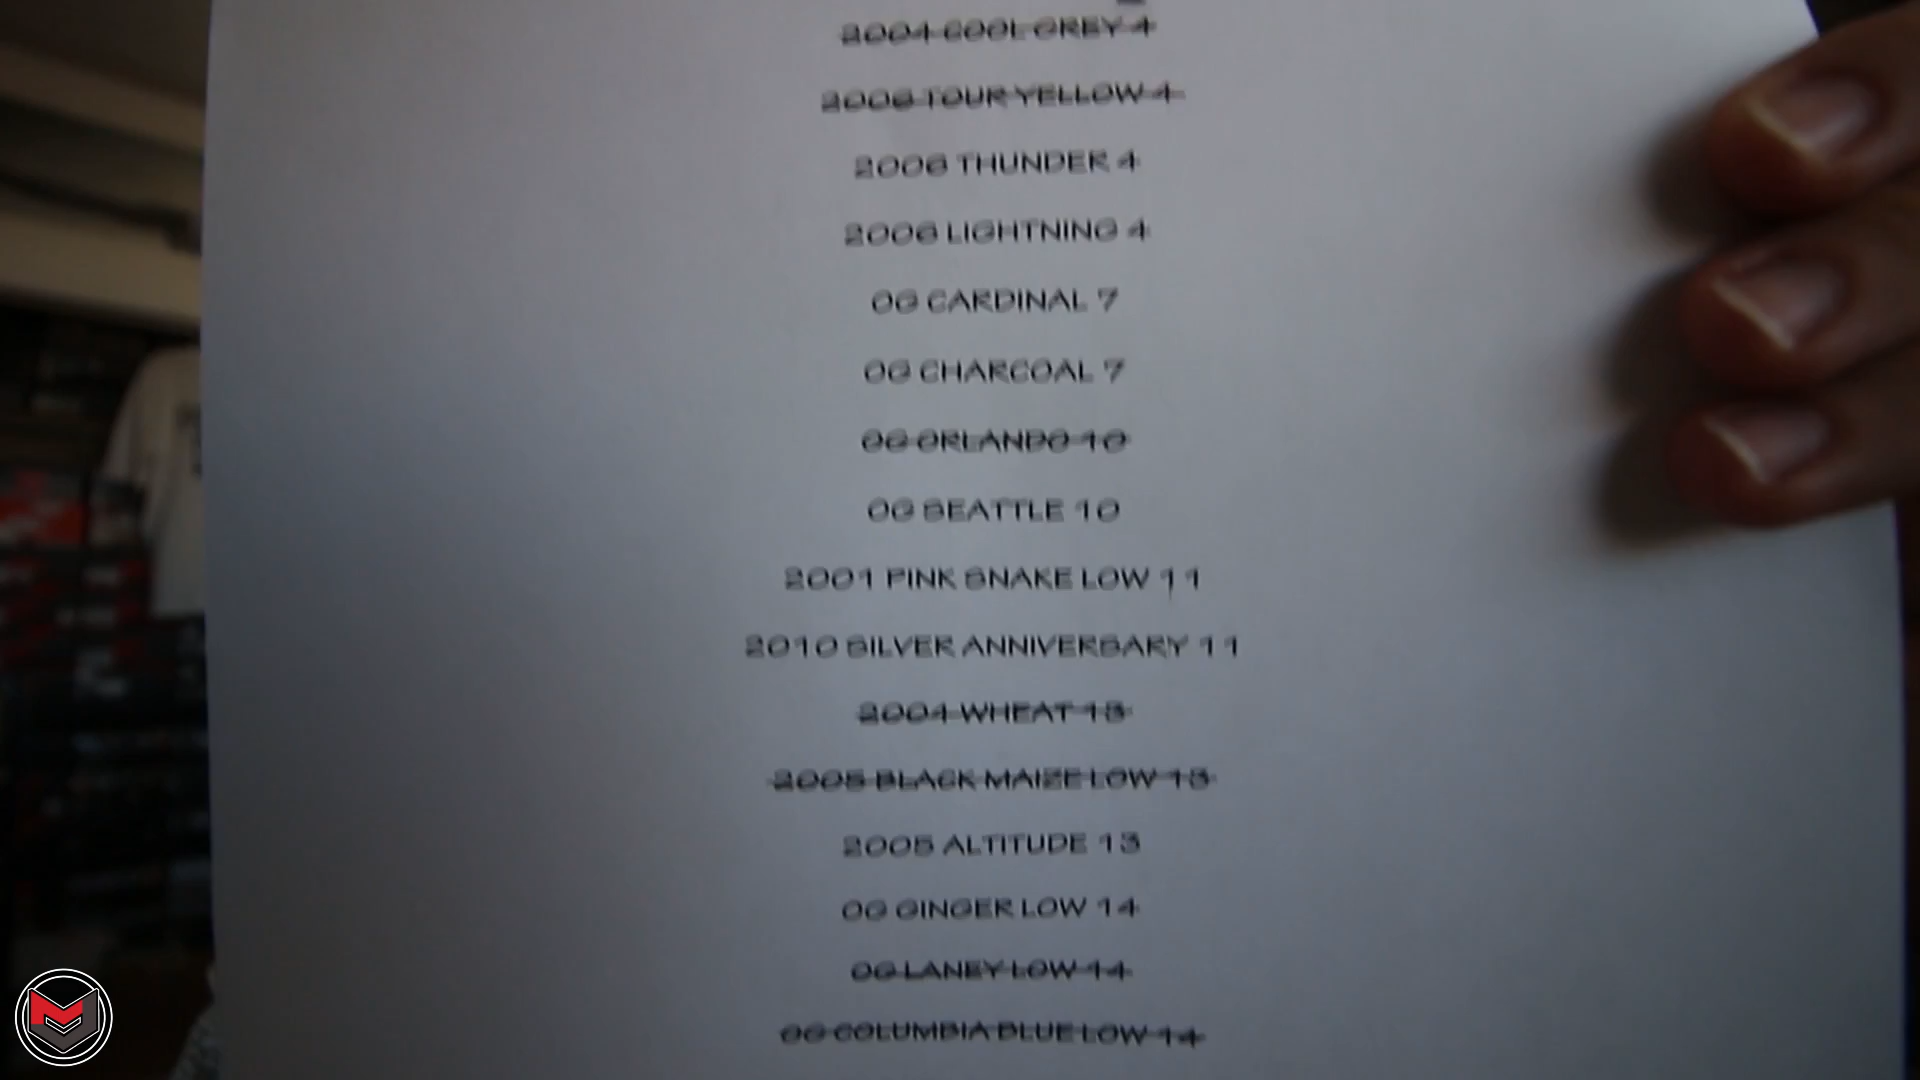 2004 COOL GREY 4
2006 TOUR YELLOW 4
2006 THUNDER 4
2006 LIGHTNING 4
OG CARDINAL 7
OG CHARCOAL 7
OG ORLANDO 10
OG SEATTLE 10
2001 PINK SNAKE LOW 11
2010 SILVER ANNIVERSARY 11
2004 WHEAT 13
2005 BLACK MAIZE LOW 13
2005 ALTITUDE 13
OG GINGER LOW 14
OG LANEY LOW 14
OG COLUMBIA BLUE LOW 14